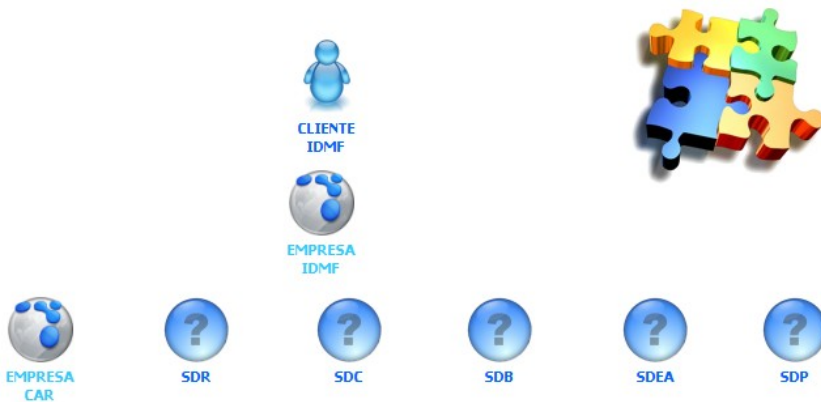 CLIENTE
IDMF
EMPRESA
IDMF
?
?
?
?
?
EMPRESA
CAR
SDR
SDC
SDB
SDEA
SDP